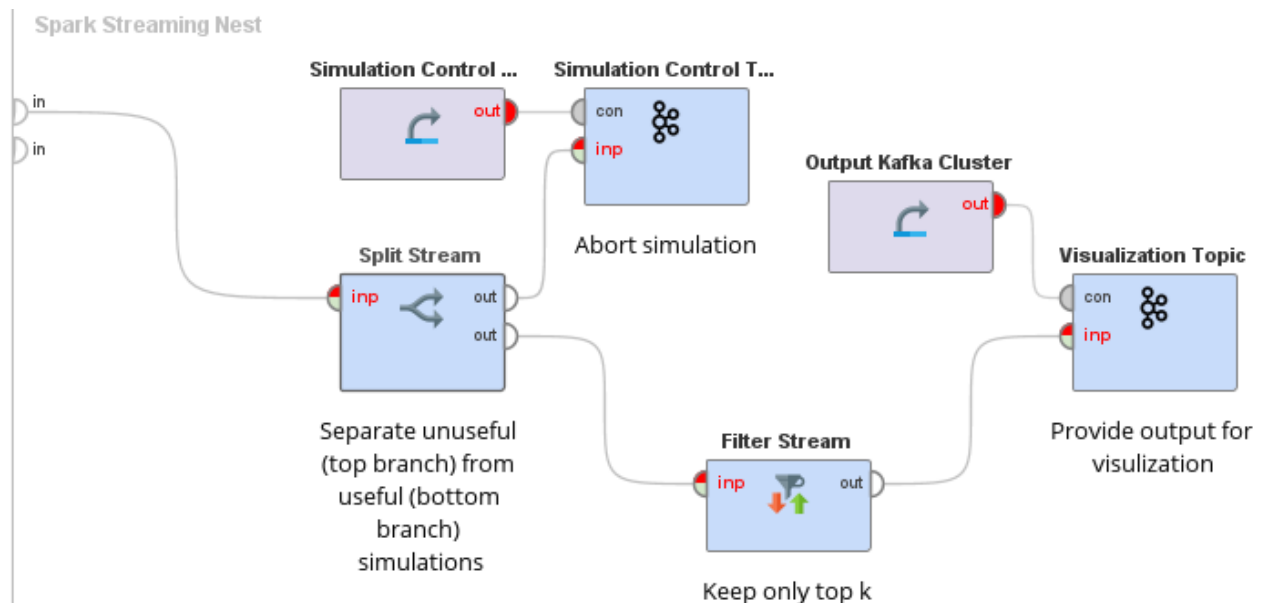 Spark Streaming Nest
in
in
Simulation Control ...
out
Simulation Control T...
con
inp
Abort simulation
Output Kafka Cluster
out
Split Stream
inp
out
out
Separate unuseful
(top branch) from
useful (bottom
branch)
simulations
Visualization Topic
con
inp
Provide output for
visulization
Filter Stream
inp
out
Keep only top k